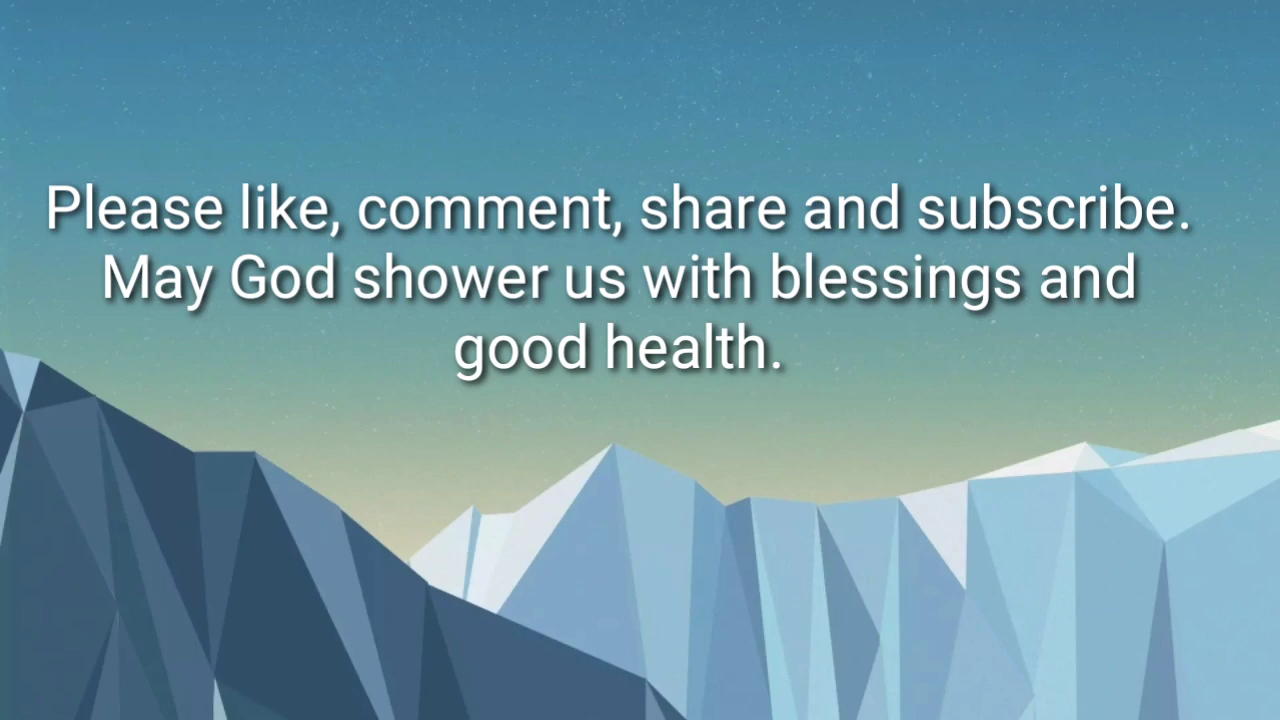 Please like, comment, share and subscribe.
May God shower us with blessings and
good health.